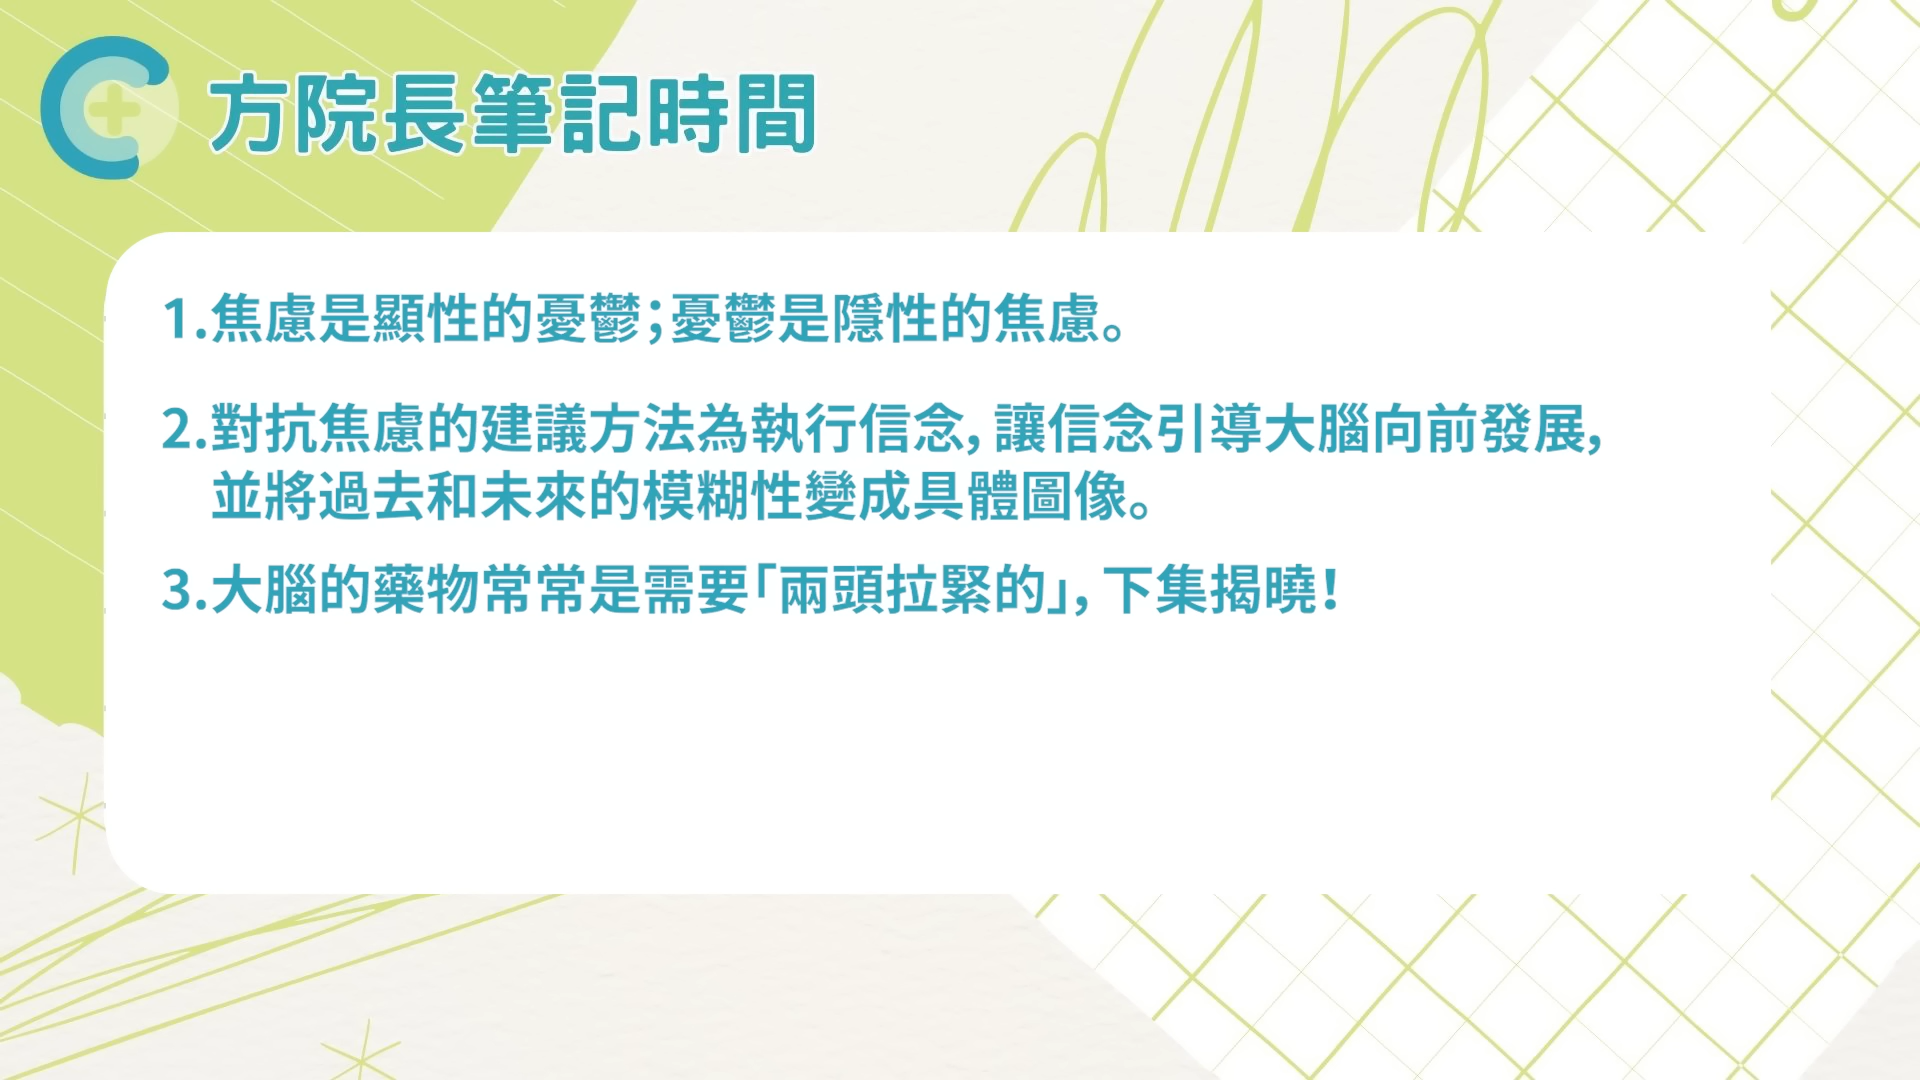 方院長筆記時間
1.焦慮是顯性的憂鬱；憂鬱是隱性的焦慮。
2.對抗焦慮的建議方法為執行信念，讓信念引導大腦向前發展，
並將過去和未來的模糊性變成具體圖像。
3.大腦的藥物常常是需要「兩頭拉緊的」，下集揭曉！